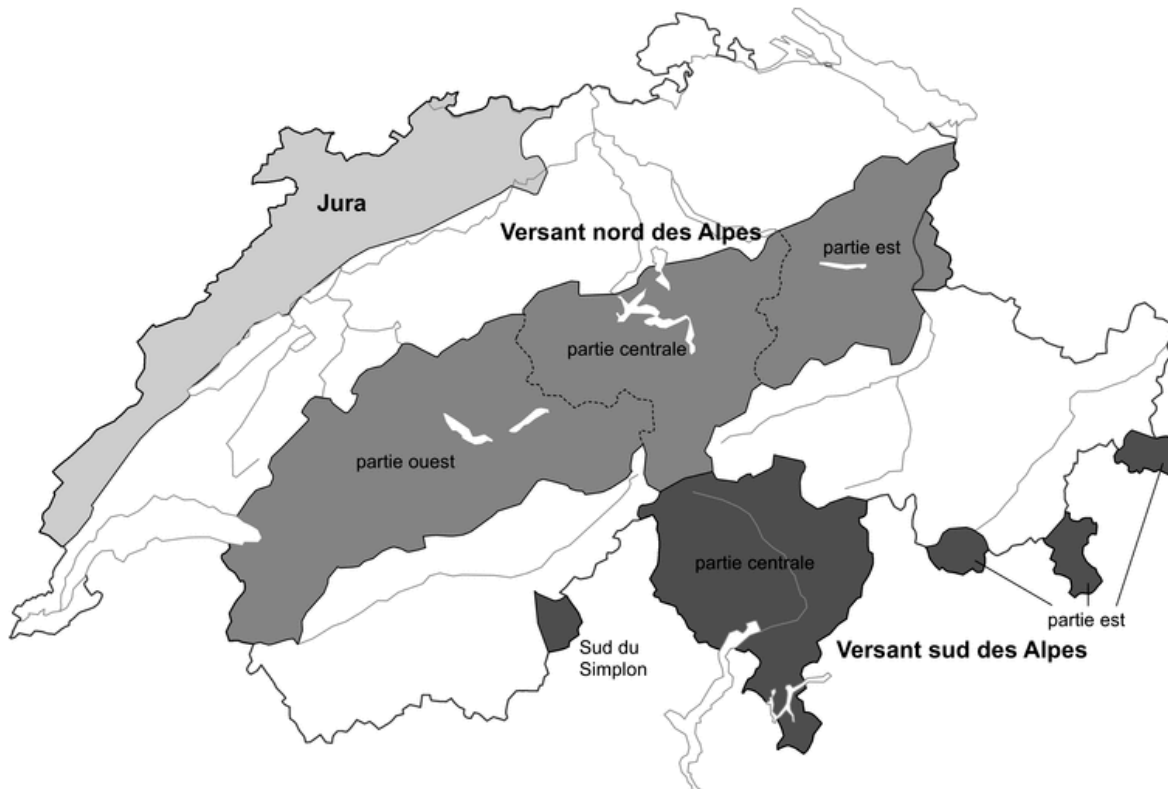 Jura
Versant nord des Alpes
partie est
partie centrale
partie ouest
partie centrale
partie est
Versant sud des Alpes
Sud du
Simplon